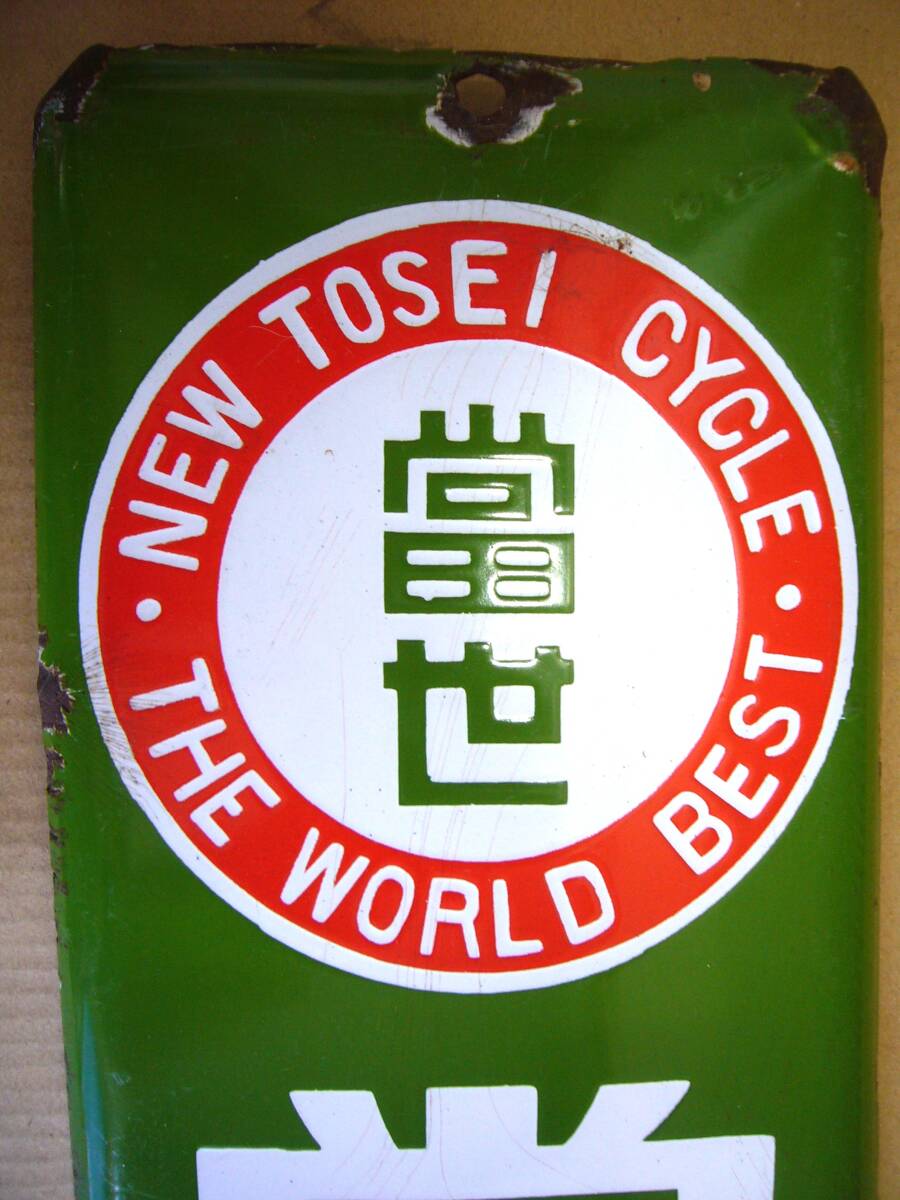 NEW TOSEI CYCLE
當世
THE WORLD BEST